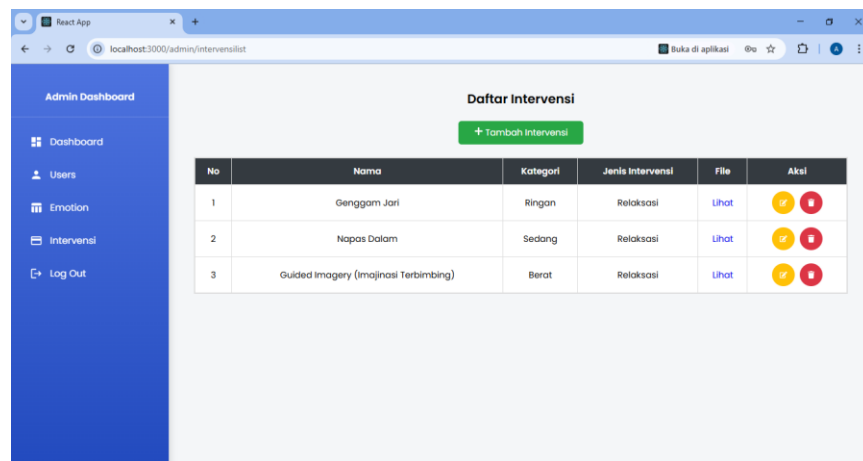 React App
localhost:3000/admin/intervensilist
Buka di aplikasi
A
Admin Dashboard
Dashboard
Users
Emotion
Intervensi
Log Out
Daftar Intervensi
+ Tambah Intervensi
No Nama Kategori Jenis Intervensi File Aksi
1 Genggam Jari Ringan Relaksasi Lihat
2 Napas Dalam Sedang Relaksasi Lihat
3 Guided Imagery (Imajinasi Terbimbing) Berat Relaksasi Lihat